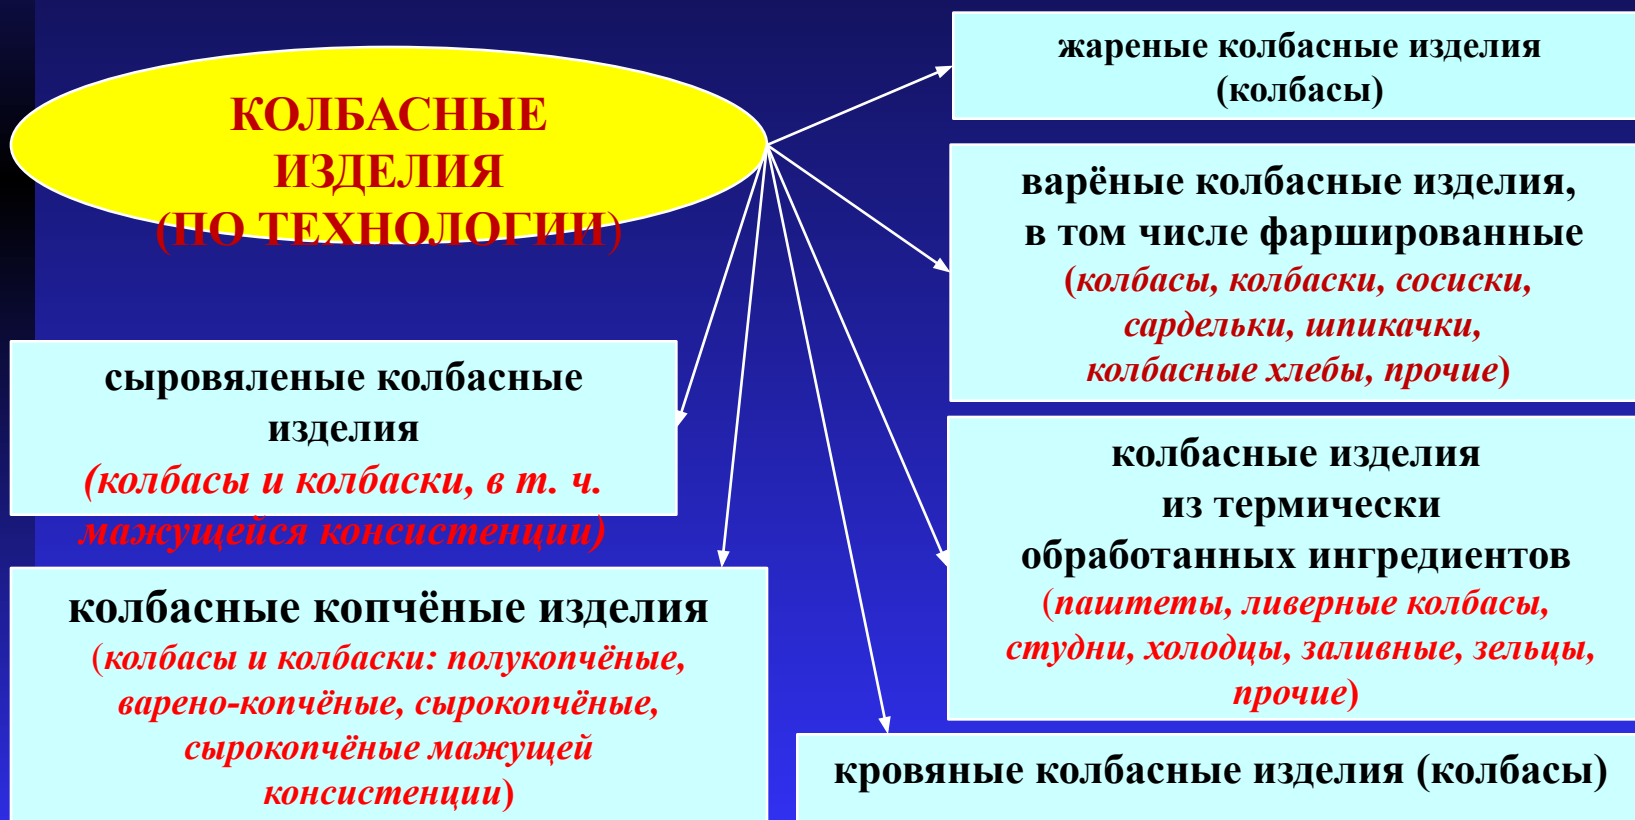 КОЛБАСНЫЕ
ИЗДЕЛИЯ
(ПО ТЕХНОЛОГИИ)
жареные колбасные изделия
(колбасы)
варёные колбасные изделия,
в том числе фаршированные
(колбасы, колбаски, сосиски,
сардельки, шпикачки,
колбасные хлебы, прочие)
сыровяленые колбасные
изделия
(колбасы и колбаски, в т. ч.
мажущейся консистенции)
колбасные изделия
из термически
обработанных ингредиентов
(паштеты, ливерные колбасы,
студни, холодцы, заливные, зельцы,
прочие)
колбасные копчёные изделия
(колбасы и колбаски: полукопчёные,
варено-копчёные, сырокопчёные,
сырокопчёные мажущей
консистенции)
кровяные колбасные изделия (колбасы)